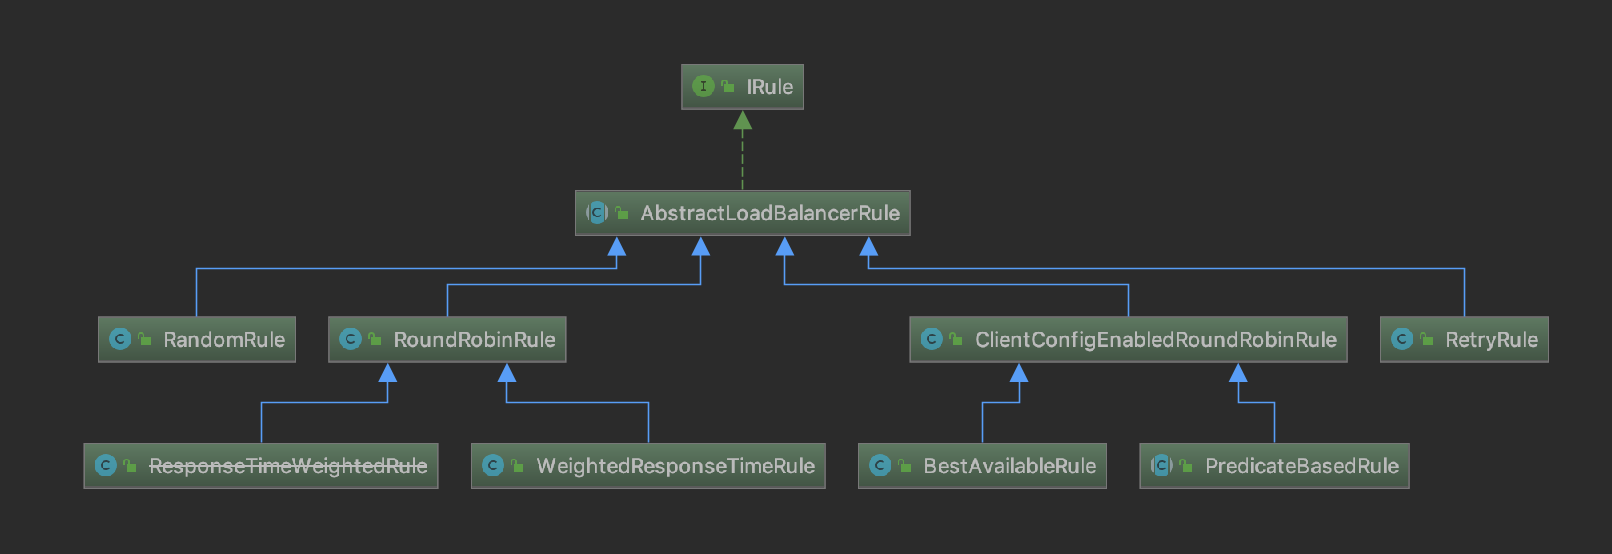 IRule
AbstractLoadBalancerRule
RandomRule
RoundRobinRule
ClientConfigEnabledRoundRobinRule
RetryRule
ResponseTimeWeightedRule
WeightedResponseTimeRule
BestAvailableRule
PredicateBasedRule